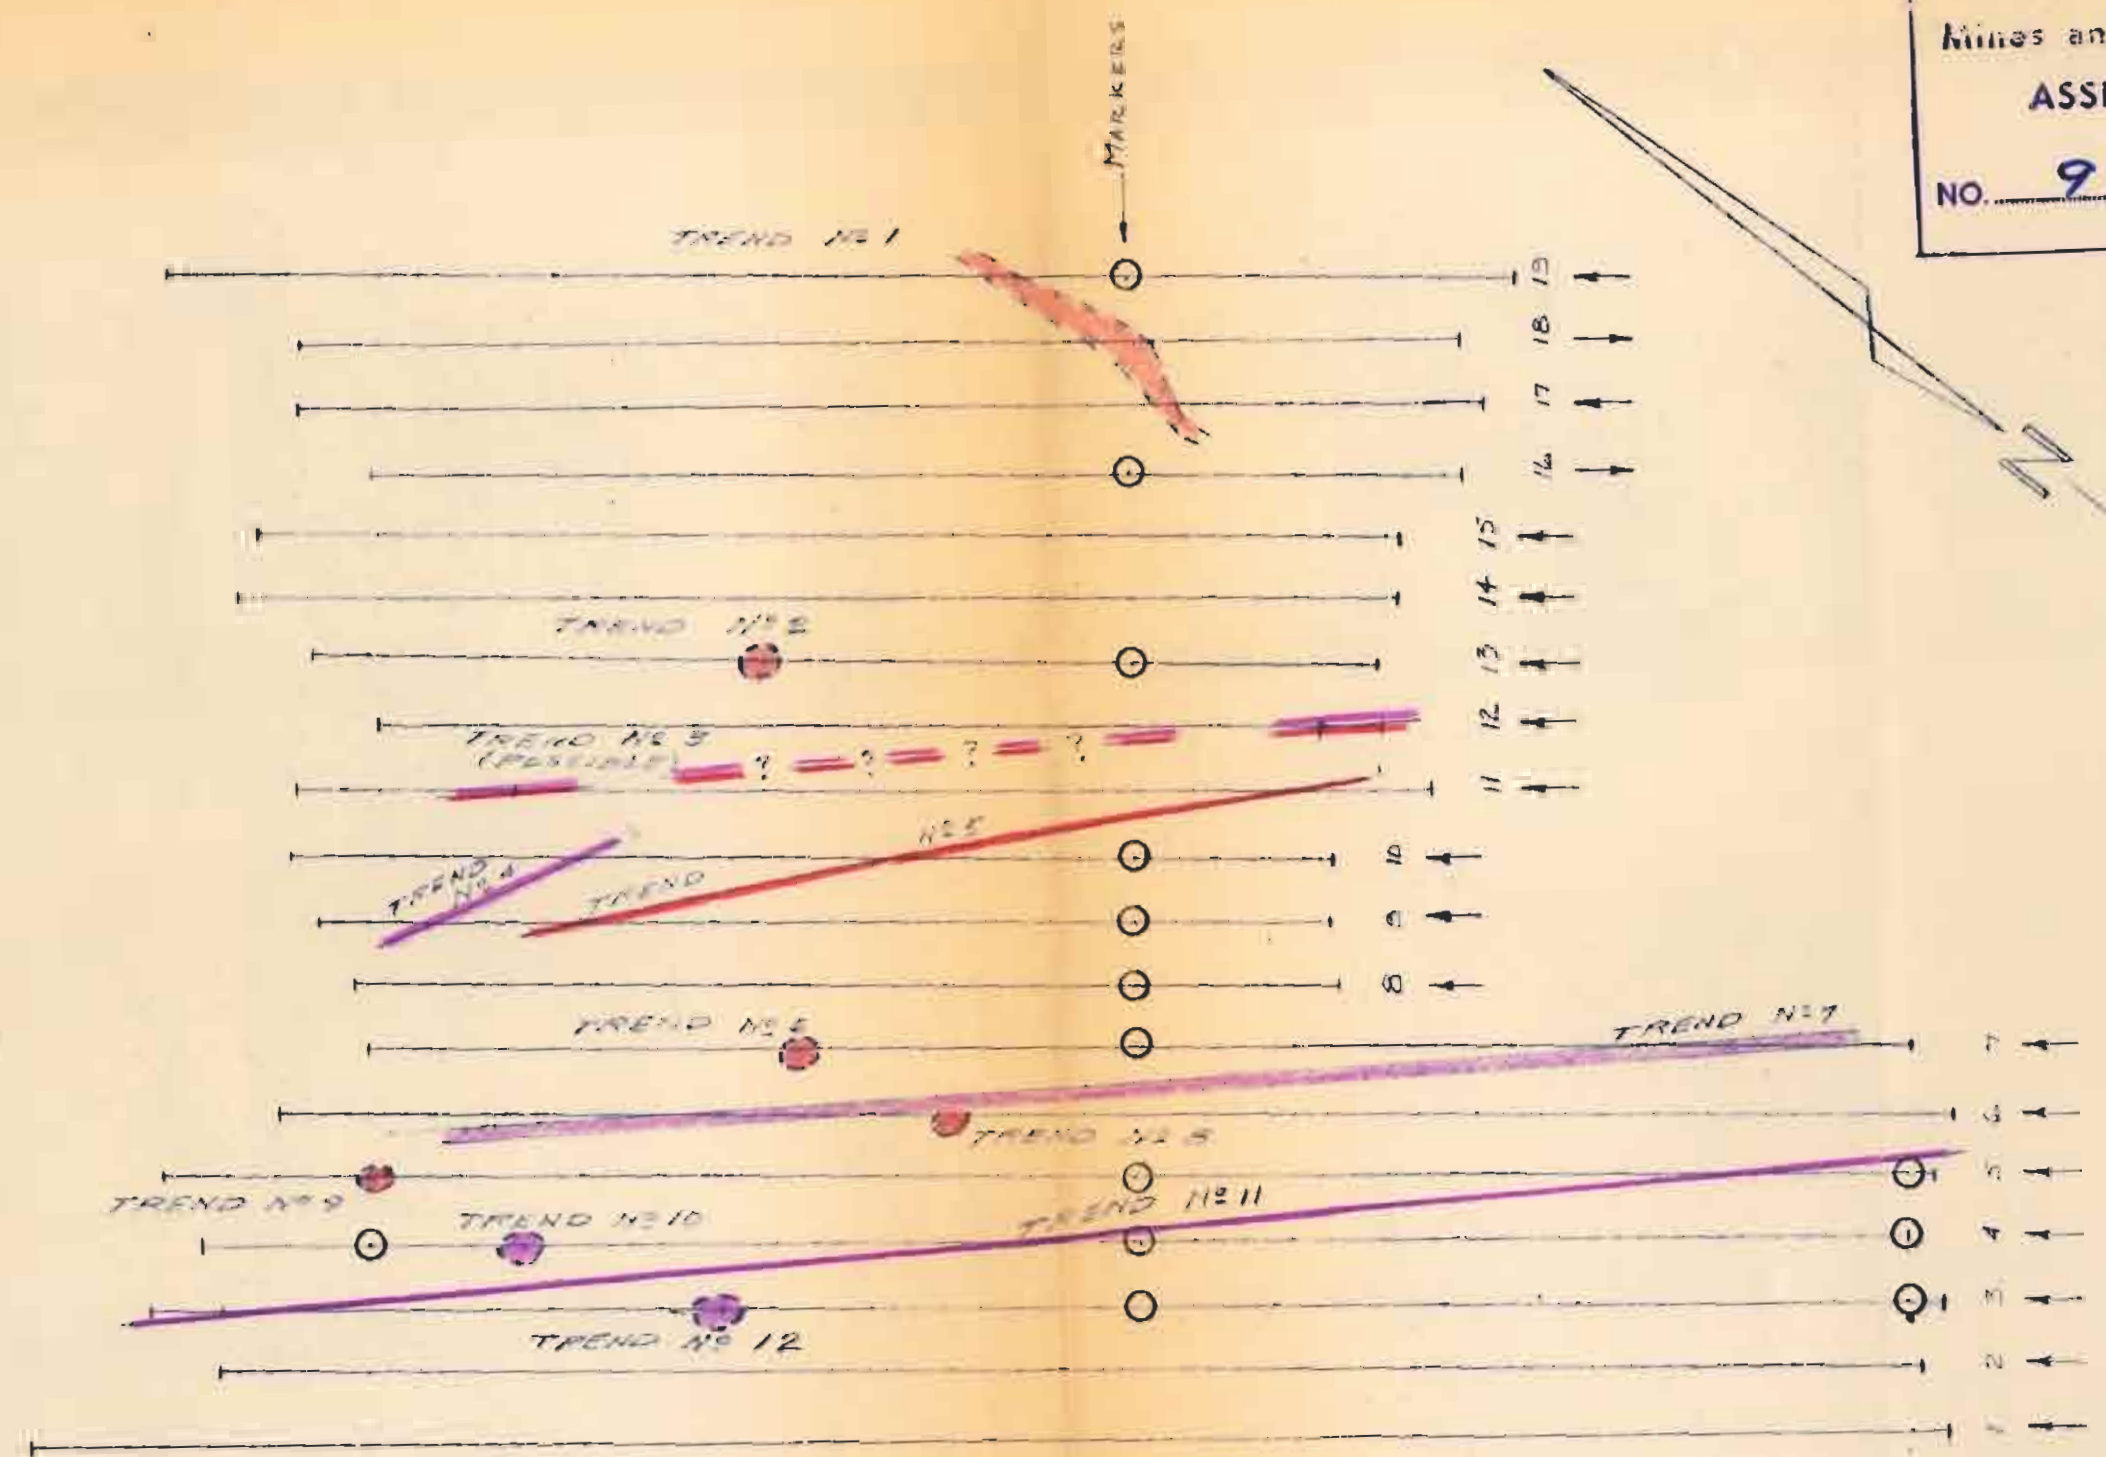 Mines an
ASS
NO. 9
MARKERS
TREND Nº 1
19
18
17
16
15
14
TREND Nº 2
13
12
TREND Nº 3
(POSSIBLE)
? ? ? ?
11
Nº 5
10
TREND
Nº 4
TREND
9
8
TREND Nº 6
TREND Nº 7
7
6
TREND Nº 8
5
TREND Nº 9
TREND Nº 10
TREND Nº 11
4
3
TREND Nº 12
2
1
N